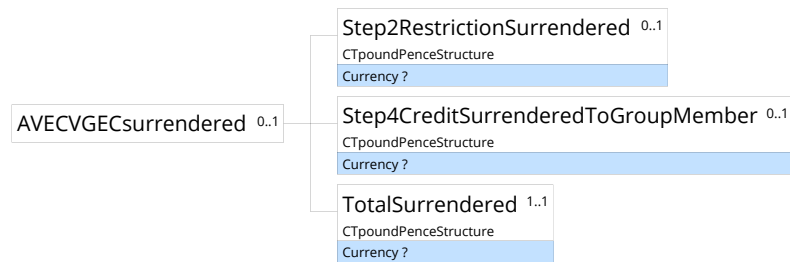 Step2RestrictionSurrendered 0..1
CTpoundPenceStructure
Currency ?
AVECVGECsurrendered 0..1
Step4CreditSurrenderedToGroupMember 0..1
CTpoundPenceStructure
Currency ?
TotalSurrendered 1..1
CTpoundPenceStructure
Currency ?